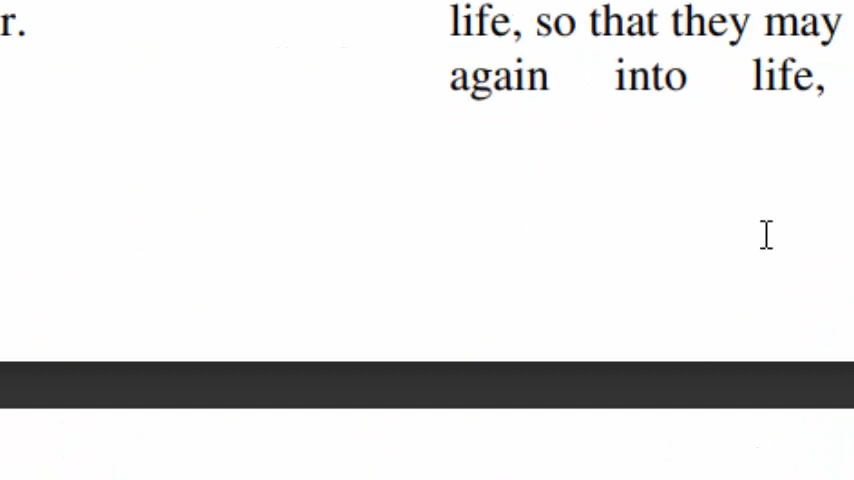 r.
life, so that they may
again into life,